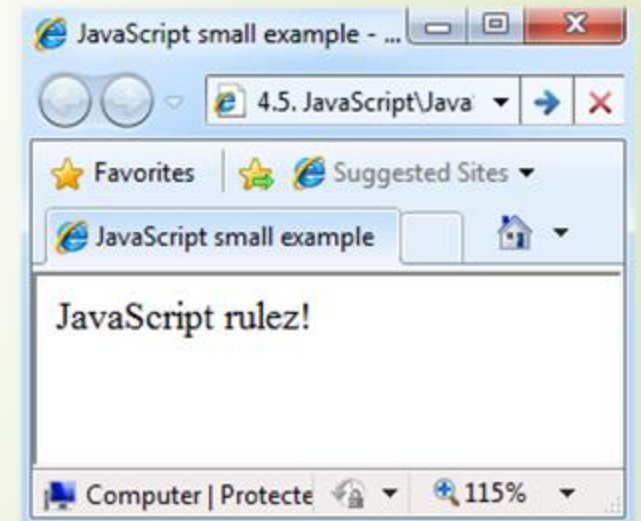 JavaScript small example - ...
4.5. JavaScript\Java
Favorites Suggested Sites
JavaScript small example
JavaScript rulez!
Computer | Protecte 115%